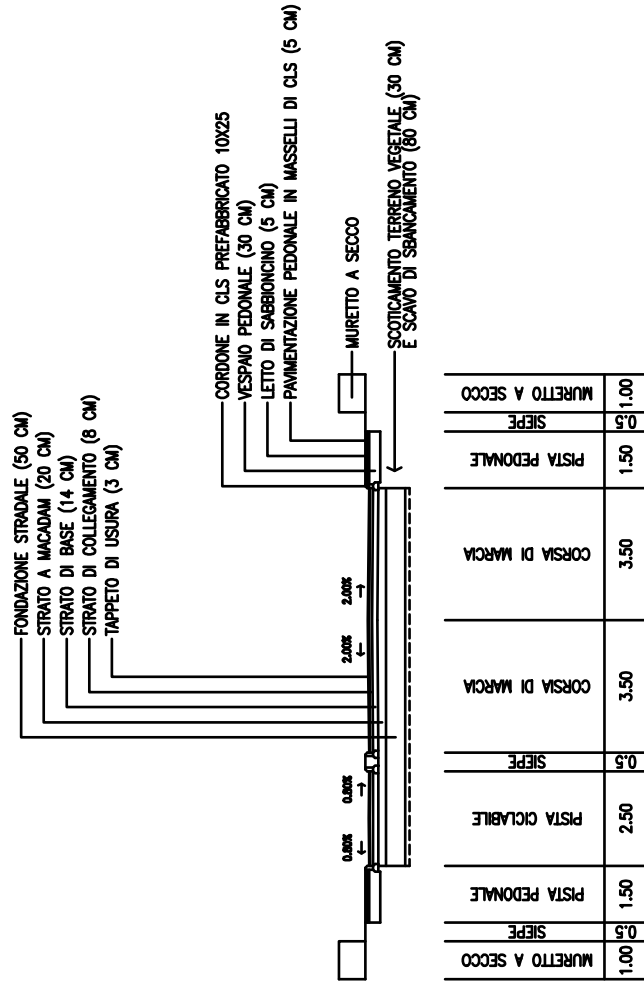 FONDAZIONE STRADALE (50 CM)
STRATO A MACADAM (20 CM)
STRATO DI BASE (14 CM)
STRATO DI COLLEGAMENTO (8 CM)
TAPPETO DI USURA (3 CM)
CORDONE IN CLS PREFABBRICATO 10X25
VESPAIO PEDONALE (30 CM)
LETTO DI SABBIONCINO (5 CM)
PAVIMENTAZIONE PEDONALE IN MASSELLI DI CLS (5 CM)
MURETTO A SECCO
SCOTICAMENTO TERRENO VEGETALE (30 CM)
E SCAVO DI SBANCAMENTO (80 CM)
0.80%
0.80%
2.00%
2.00%
MURETTO A SECCO
SIEPE
PISTA PEDONALE
PISTA CICLABILE
SIEPE
CORSIA DI MARCIA
CORSIA DI MARCIA
PISTA PEDONALE
SIEPE
MURETTO A SECCO
1.00
0.5
1.50
2.50
0.5
3.50
3.50
1.50
0.5
1.00